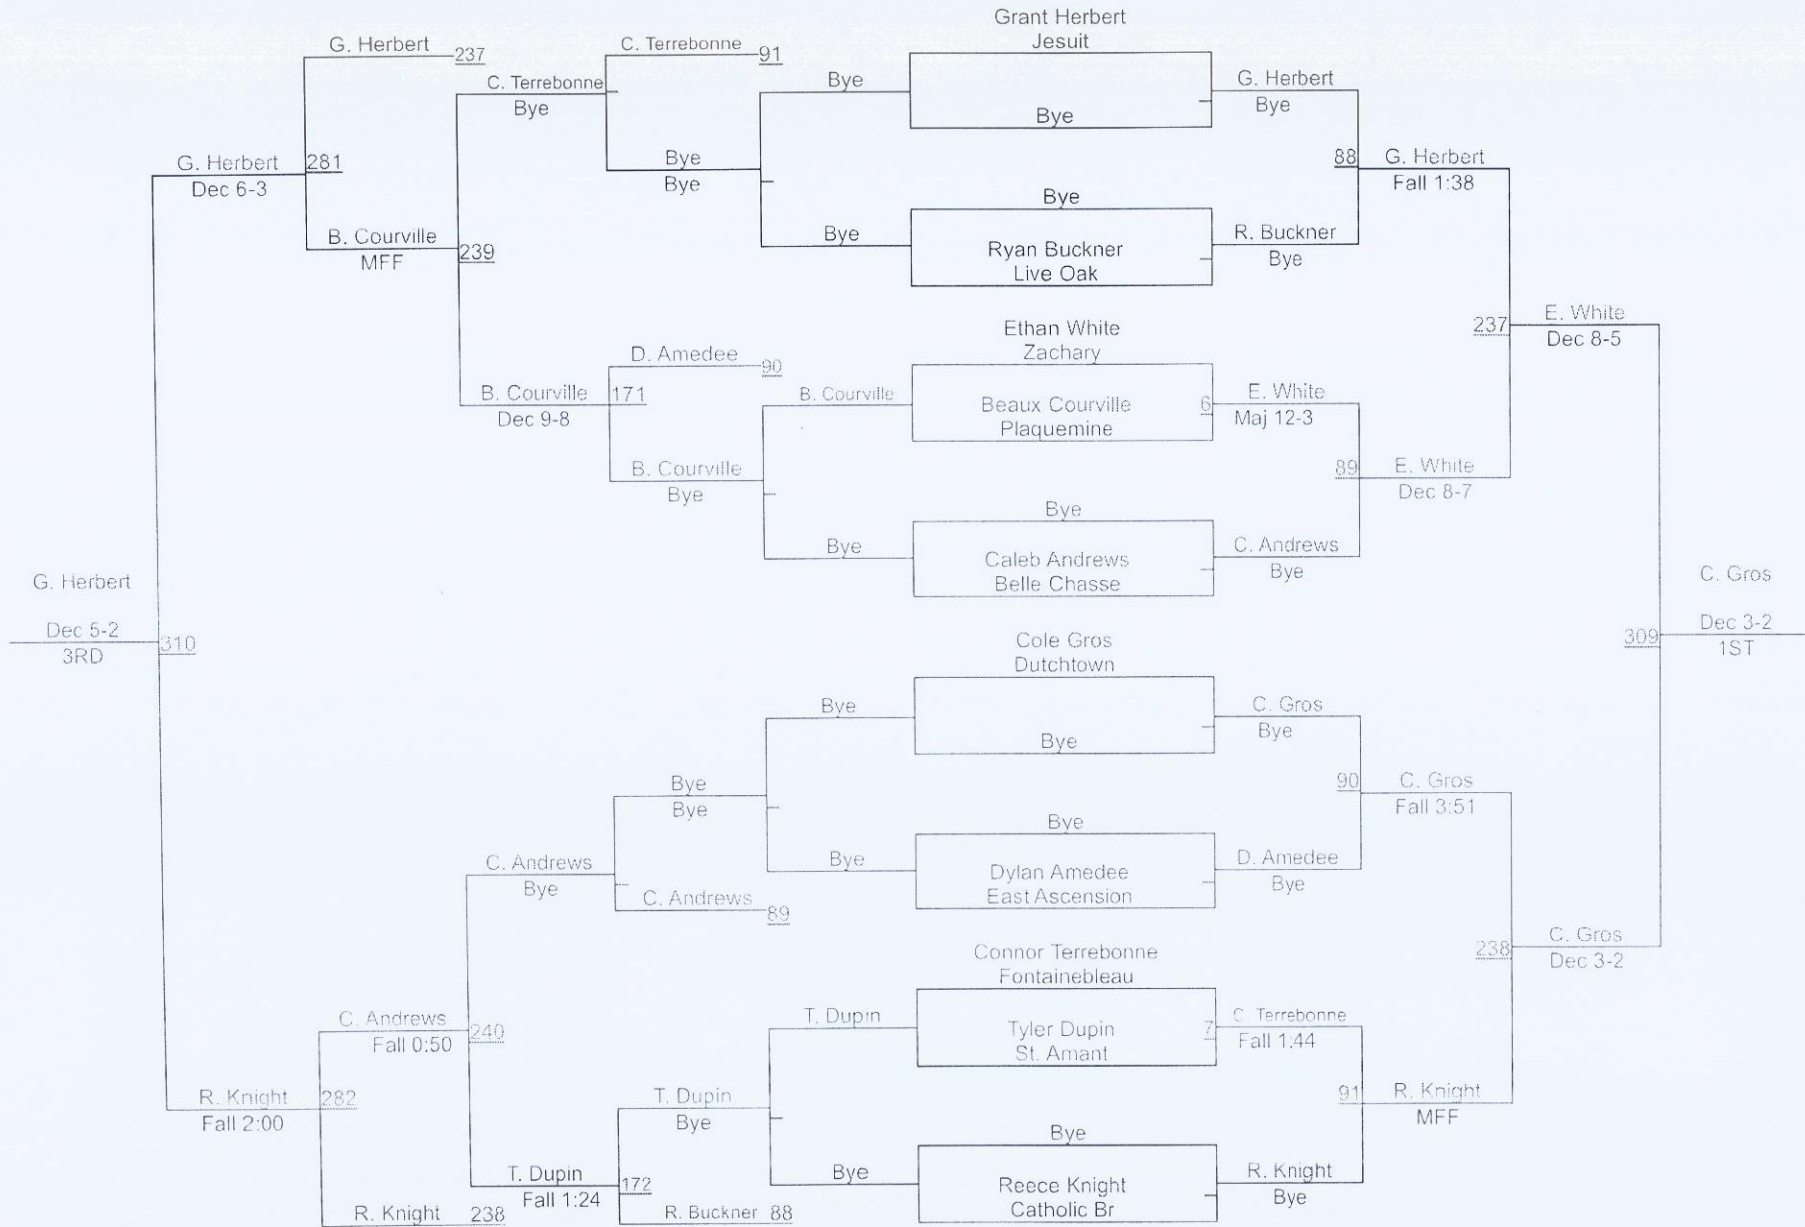 Grant Herbert
Jesuit
G. Herbert
237
C. Terrebonne
91
C. Terrebonne
Bye
Bye
Bye
G. Herbert
Bye
G. Herbert
Dec 6-3
281
Bye
Bye
88
G. Herbert
Fall 1:38
B. Courville
MFF
239
Bye
Bye
Ryan Buckner
Live Oak
R. Buckner
Bye
237
E. White
Dec 8-5
Ethan White
Zachary
D. Amedee
90
B. Courville
Dec 9-8
171
B. Courville
Beaux Courville
Plaquemine
6
E. White
Maj 12-3
B. Courville
Bye
89
E. White
Dec 8-7
Bye
Bye
Caleb Andrews
Belle Chasse
C. Andrews
Bye
G. Herbert
Dec 5-2
3RD
310
C. Gros
Dec 3-2
1ST
309
Cole Gros
Dutchtown
Bye
Bye
C. Gros
Bye
Bye
Bye
90
C. Gros
Fall 3:51
C. Andrews
Bye
Bye
Bye
Dylan Amedee
East Ascension
D. Amedee
Bye
C. Andrews
89
238
C. Gros
Dec 3-2
Connor Terrebonne
Fontainebleau
C. Andrews
Fall 0:50
240
T. Dupin
Tyler Dupin
St. Amant
7
C Terrebonne
Fall 1:44
R. Knight
Fall 2:00
282
T. Dupin
Bye
91
R. Knight
MFF
Bye
T. Dupin
Fall 1:24
172
Bye
Reece Knight
Catholic Br
R. Knight
Bye
R. Knight
238
R. Buckner
88